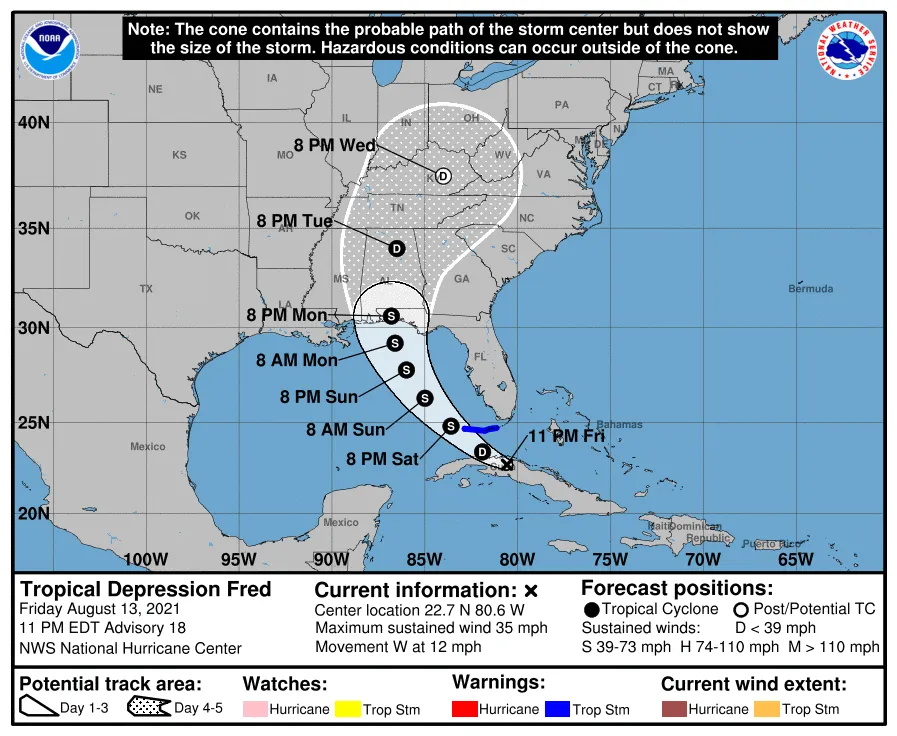 Note: The cone contains the probable path of the storm center but does not show
the size of the storm. Hazardous conditions can occur outside of the cone.
NOAA
NATIONAL WEATHER SERVICE
NE
IA
MA
CT
PA
NJ
DE
40N
IL
IN
OH
8 PM Wed
D
KS
MO
WV
VA
TN
NC
OK
AR
8 PM Tue
D
35N
SC
MS
AL
GA
TX
LA
Bermuda
8 PM Mon
S
30N
8 AM Mon
S
FL
8 PM Sun
S
S
25N
8 AM Sun
S
Bahamas
11 PM Fri
Mexico
8 PM Sat
D
20N
Mexico
Haiti
Dominican
Republic
Puerto Rico
100W 95W 90W 85W 80W 75W 70W 65W
Tropical Depression Fred
Friday August 13, 2021
11 PM EDT Advisory 18
NWS National Hurricane Center
Current information: ×
Center location 22.7 N 80.6 W
Maximum sustained wind 35 mph
Movement W at 12 mph
Forecast positions:
Tropical Cyclone Post/Potential TC
Sustained winds: D < 39 mph
S 39-73 mph H 74-110 mph M > 110 mph
Potential track area:
Day 1-3 Day 4-5
Watches:
Hurricane Trop Stm
Warnings:
Hurricane Trop Stm
Current wind extent:
Hurricane Trop Stm